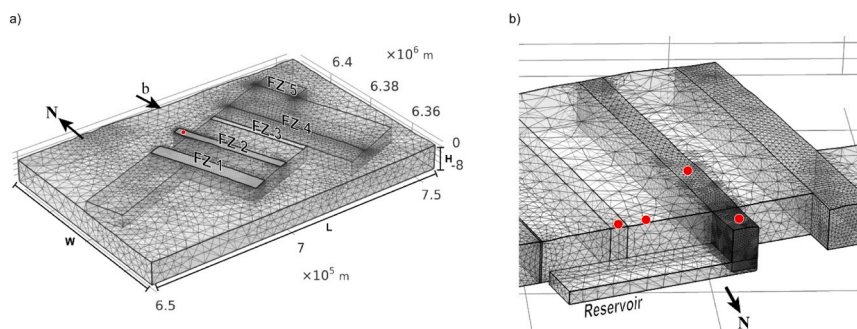 a)
b)
b
N
FZ 5
FZ 4
FZ 3
FZ 2
FZ 1
6.4
×10⁶ m
6.38
6.36
0
H
-8
7.5
L
7
×10⁵ m
6.5
W
Reservoir
N